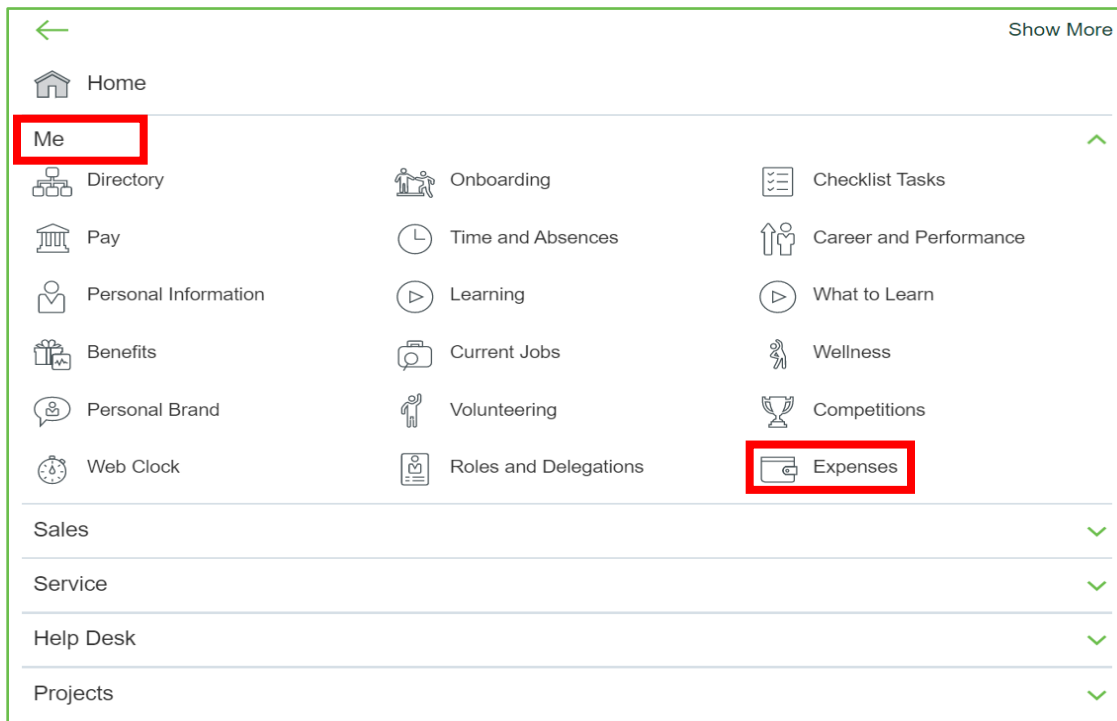 Show More
Home
Me
Directory
Onboarding
Checklist Tasks
Pay
Time and Absences
Career and Performance
Personal Information
Learning
What to Learn
Benefits
Current Jobs
Wellness
Personal Brand
Volunteering
Competitions
Web Clock
Roles and Delegations
Expenses
Sales
Service
Help Desk
Projects